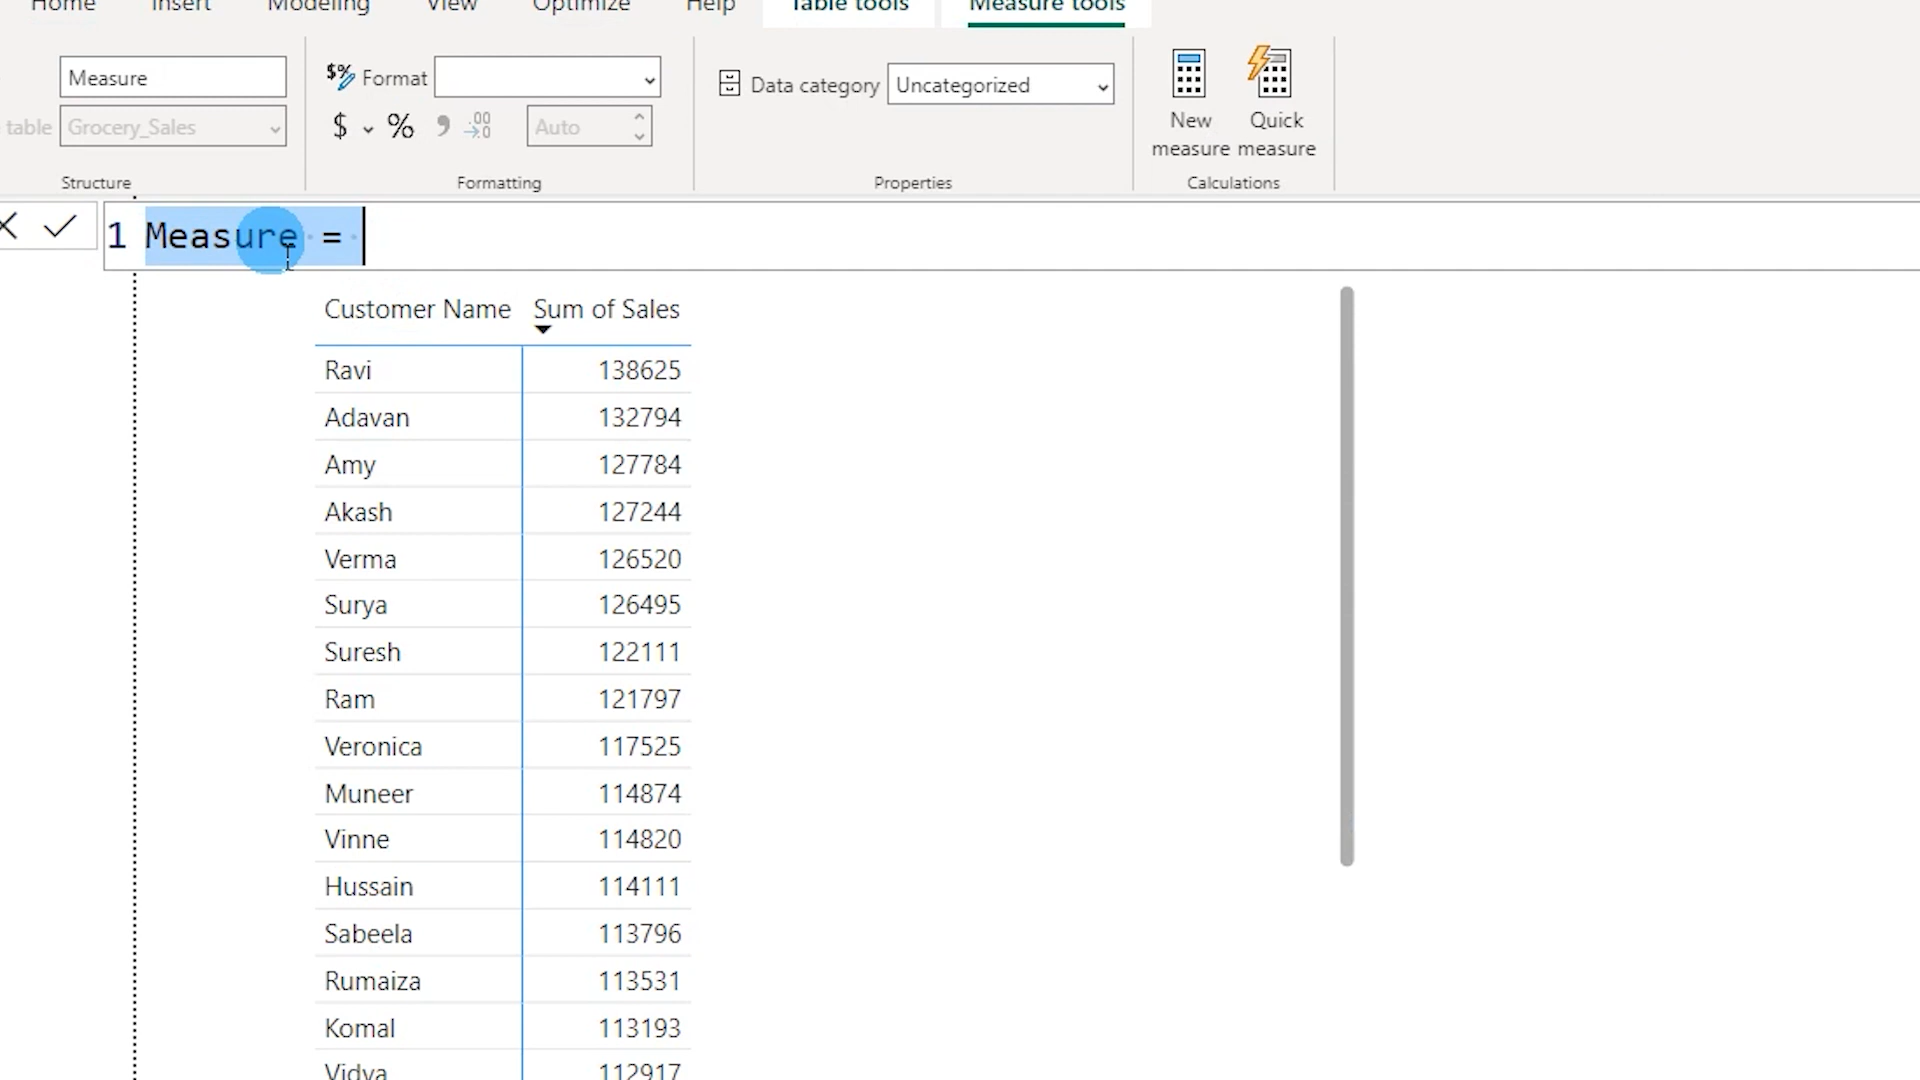 Home Insert Modeling View Optimize Help Table tools Measure tools
Measure
$% Format
Data category Uncategorized
table Grocery_Sales
$ % , .00 →0 Auto
New measure
Quick measure
Structure Formatting Properties Calculations
1 Measure =
Customer Name Sum of Sales
Ravi 138625
Adavan 132794
Amy 127784
Akash 127244
Verma 126520
Surya 126495
Suresh 122111
Ram 121797
Veronica 117525
Muneer 114874
Vinne 114820
Hussain 114111
Sabeela 113796
Rumaiza 113531
Komal 113193
Vidya 112917